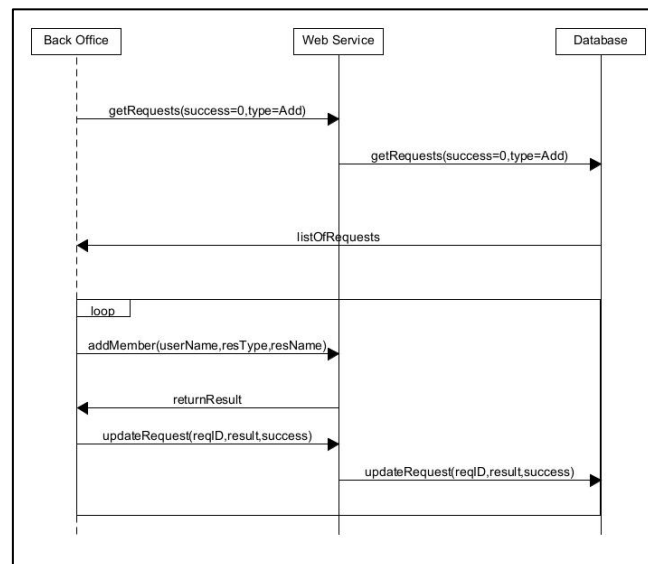 Back Office
Web Service
Database
getRequests(success=0,type=Add)
getRequests(success=0,type=Add)
listOfRequests
loop
addMember(userName,resType,resName)
returnResult
updateRequest(reqID,result,success)
updateRequest(reqID,result,success)